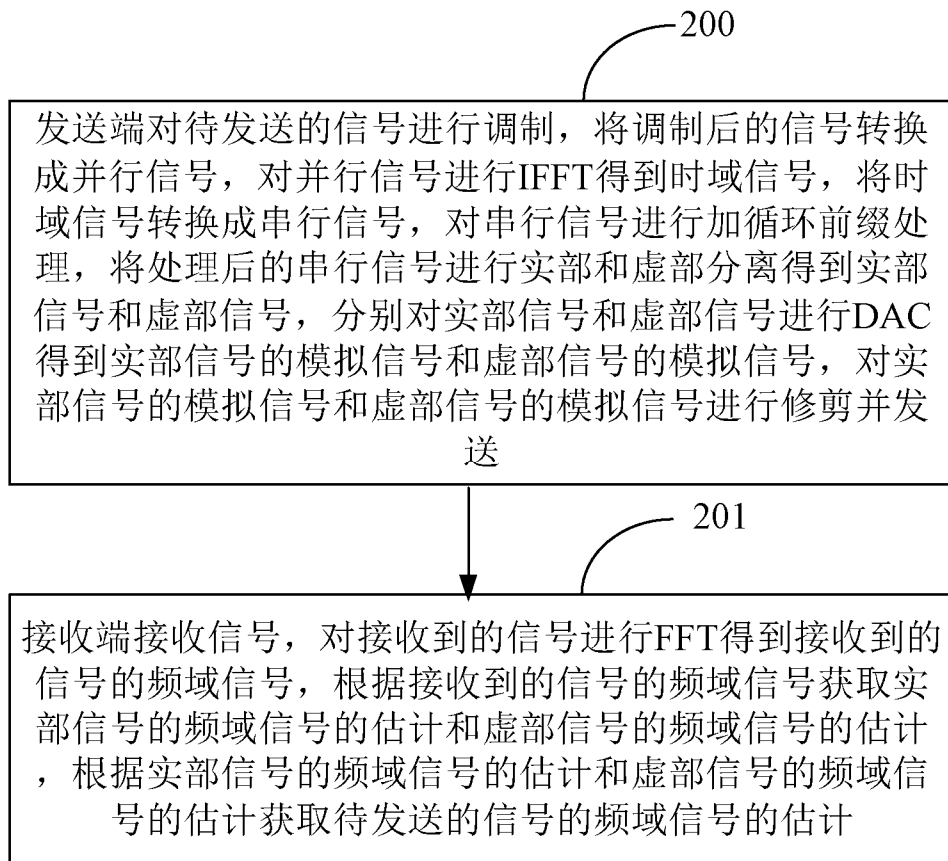 200
发送端对待发送的信号进行调制，将调制后的信号转换
成并行信号，对并行信号进行IFFT得到时域信号，将时
域信号转换成串行信号，对串行信号进行加循环前缀处
理，将处理后的串行信号进行实部和虚部分离得到实部
信号和虚部信号，分别对实部信号和虚部信号进行DAC
得到实部信号的模拟信号和虚部信号的模拟信号，对实
部信号的模拟信号和虚部信号的模拟信号进行修剪并发
送
201
接收端接收信号，对接收到的信号进行FFT得到接收到的
信号的频域信号，根据接收到的信号的频域信号获取实
部信号的频域信号的估计和虚部信号的频域信号的估计
，根据实部信号的频域信号的估计和虚部信号的频域信
号的估计获取待发送的信号的频域信号的估计